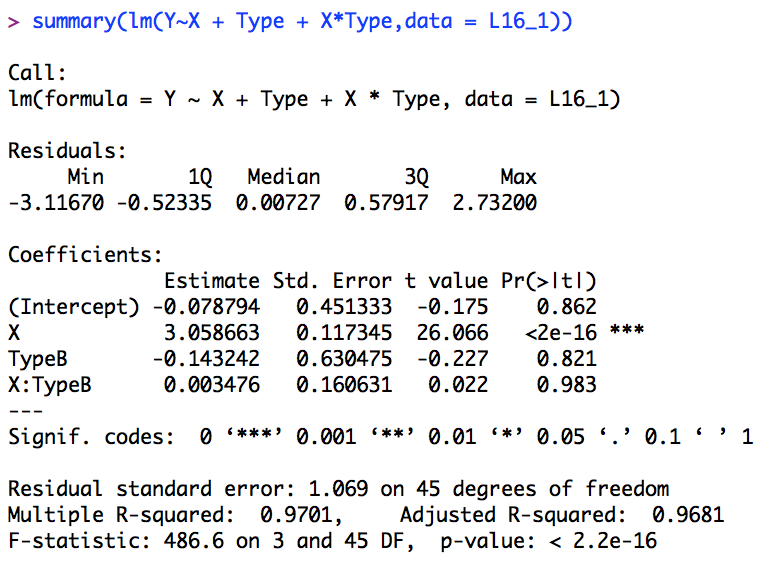 > summary(lm(Y~X + Type + X*Type,data = L16_1))
Call:
lm(formula = Y ~ X + Type + X * Type, data = L16_1)
Residuals:
     Min       1Q   Median       3Q      Max
-3.11670 -0.52335  0.00727  0.57917  2.73200
Coefficients:
             Estimate Std. Error t value Pr(>|t|)
(Intercept) -0.078794   0.451333  -0.175    0.862
X            3.058663   0.117345  26.066   <2e-16 ***
TypeB       -0.143242   0.630475  -0.227    0.821
X:TypeB      0.003476   0.160631   0.022    0.983
---
Signif. codes:  0 ‘***’ 0.001 ‘**’ 0.01 ‘*’ 0.05 ‘.’ 0.1 ‘ ’ 1
Residual standard error: 1.069 on 45 degrees of freedom
Multiple R-squared:  0.9701,    Adjusted R-squared:  0.9681
F-statistic: 486.6 on 3 and 45 DF,  p-value: < 2.2e-16